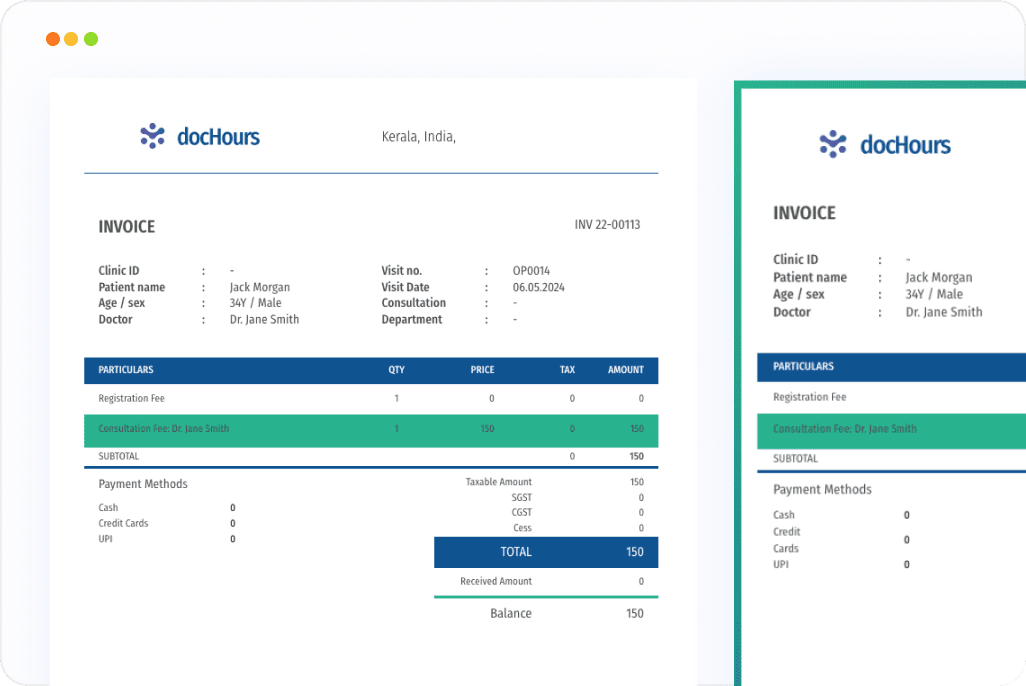 docHours Kerala, India,
INVOICE INV 22-00113
Clinic ID : - Visit no. : OP0014
Patient name : Jack Morgan Visit Date : 06.05.2024
Age / sex : 34Y / Male Consultation : -
Doctor : Dr. Jane Smith Department : -
PARTICULARS QTY PRICE TAX AMOUNT
Registration Fee 1 0 0 0
Consultation Fee: Dr. Jane Smith 1 150 0 150
SUBTOTAL 0 150
Payment Methods
Cash 0
Credit Cards 0
UPI 0
Taxable Amount 150
SGST 0
CGST 0
Cess 0
TOTAL 150
Received Amount 0
Balance 150
docHours
INVOICE
Clinic ID : -
Patient name : Jack Morgan
Age / sex : 34Y / Male
Doctor : Dr. Jane Smith
PARTICULARS
Registration Fee
Consultation Fee: Dr. Jane Smith
SUBTOTAL
Payment Methods
Cash 0
Credit
Cards 0
UPI 0